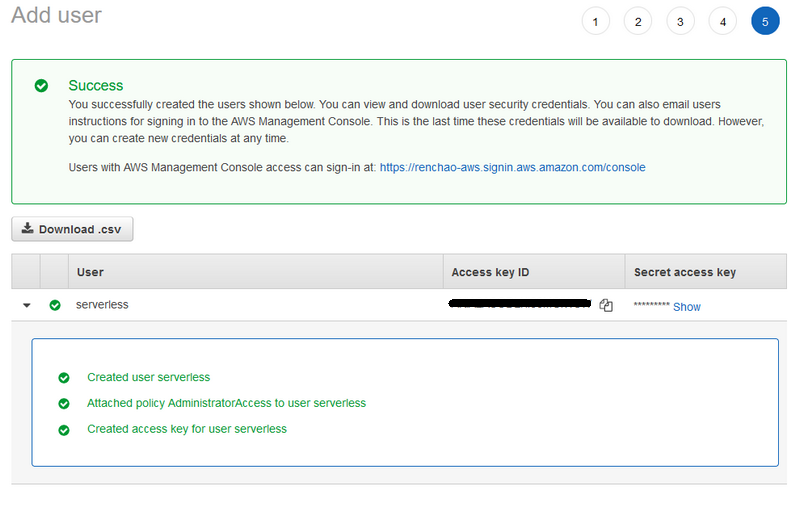 Add user
1 2 3 4 5
Success
You successfully created the users shown below. You can view and download user security credentials. You can also email users
instructions for signing in to the AWS Management Console. This is the last time these credentials will be available to download. However,
you can create new credentials at any time.
Users with AWS Management Console access can sign-in at: https://renchao-aws.signin.aws.amazon.com/console
Download .csv
User Access key ID Secret access key
serverless ********* Show
Created user serverless
Attached policy AdministratorAccess to user serverless
Created access key for user serverless